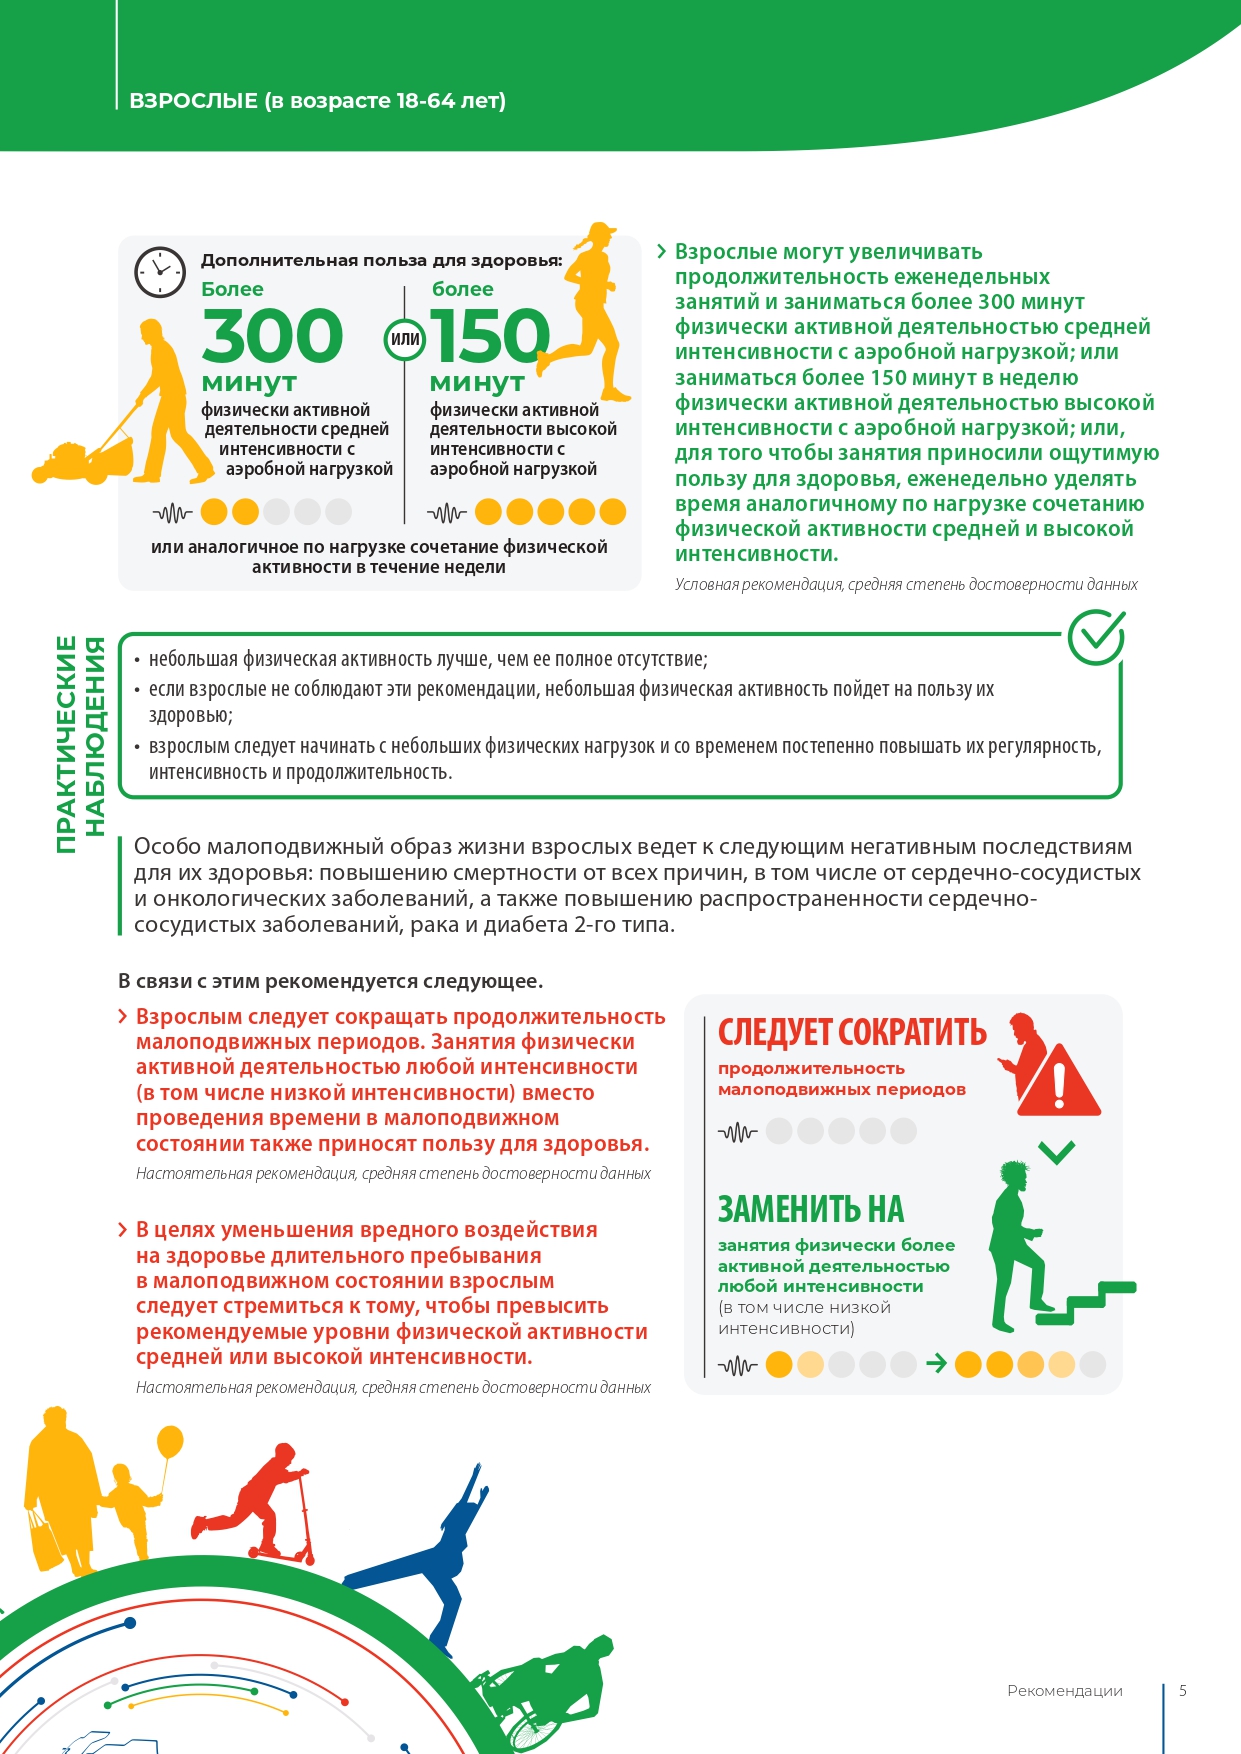 ВЗРОСЛЫЕ (в возрасте 18-64 лет)
Дополнительная польза для здоровья:
Более
300
минут
физически активной
деятельности средней
интенсивности с
аэробной нагрузкой
ИЛИ
более
150
минут
физически активной
деятельности высокой
интенсивности с
аэробной нагрузкой
или аналогичное по нагрузке сочетание физической
активности в течение недели
Взрослые могут увеличивать
продолжительность еженедельных
занятий и заниматься более 300 минут
физически активной деятельностью средней
интенсивности с аэробной нагрузкой; или
заниматься более 150 минут в неделю
физически активной деятельностью высокой
интенсивности с аэробной нагрузкой; или,
для того чтобы занятия приносили ощутимую
пользу для здоровья, еженедельно уделять
время аналогичному по нагрузке сочетанию
физической активности средней и высокой
интенсивности.
Условная рекомендация, средняя степень достоверности данных
ПРАКТИЧЕСКИЕ
НАБЛЮДЕНИЯ
• небольшая физическая активность лучше, чем ее полное отсутствие;
• если взрослые не соблюдают эти рекомендации, небольшая физическая активность пойдет на пользу их
здоровью;
• взрослым следует начинать с небольших физических нагрузок и со временем постепенно повышать их регулярность,
интенсивность и продолжительность.
Особо малоподвижный образ жизни взрослых ведет к следующим негативным последствиям
для их здоровья: повышению смертности от всех причин, в том числе от сердечно-сосудистых
и онкологических заболеваний, а также повышению распространенности сердечно-
сосудистых заболеваний, рака и диабета 2-го типа.
В связи с этим рекомендуется следующее.
Взрослым следует сокращать продолжительность
малоподвижных периодов. Занятия физически
активной деятельностью любой интенсивности
(в том числе низкой интенсивности) вместо
проведения времени в малоподвижном
состоянии также приносят пользу для здоровья.
Настоятельная рекомендация, средняя степень достоверности данных
В целях уменьшения вредного воздействия
на здоровье длительного пребывания
в малоподвижном состоянии взрослым
следует стремиться к тому, чтобы превысить
рекомендуемые уровни физической активности
средней или высокой интенсивности.
Настоятельная рекомендация, средняя степень достоверности данных
СЛЕДУЕТ СОКРАТИТЬ
продолжительность
малоподвижных периодов
ЗАМЕНИТЬ НА
занятия физически более
активной деятельностью
любой интенсивности
(в том числе низкой
интенсивности)
Рекомендации
5